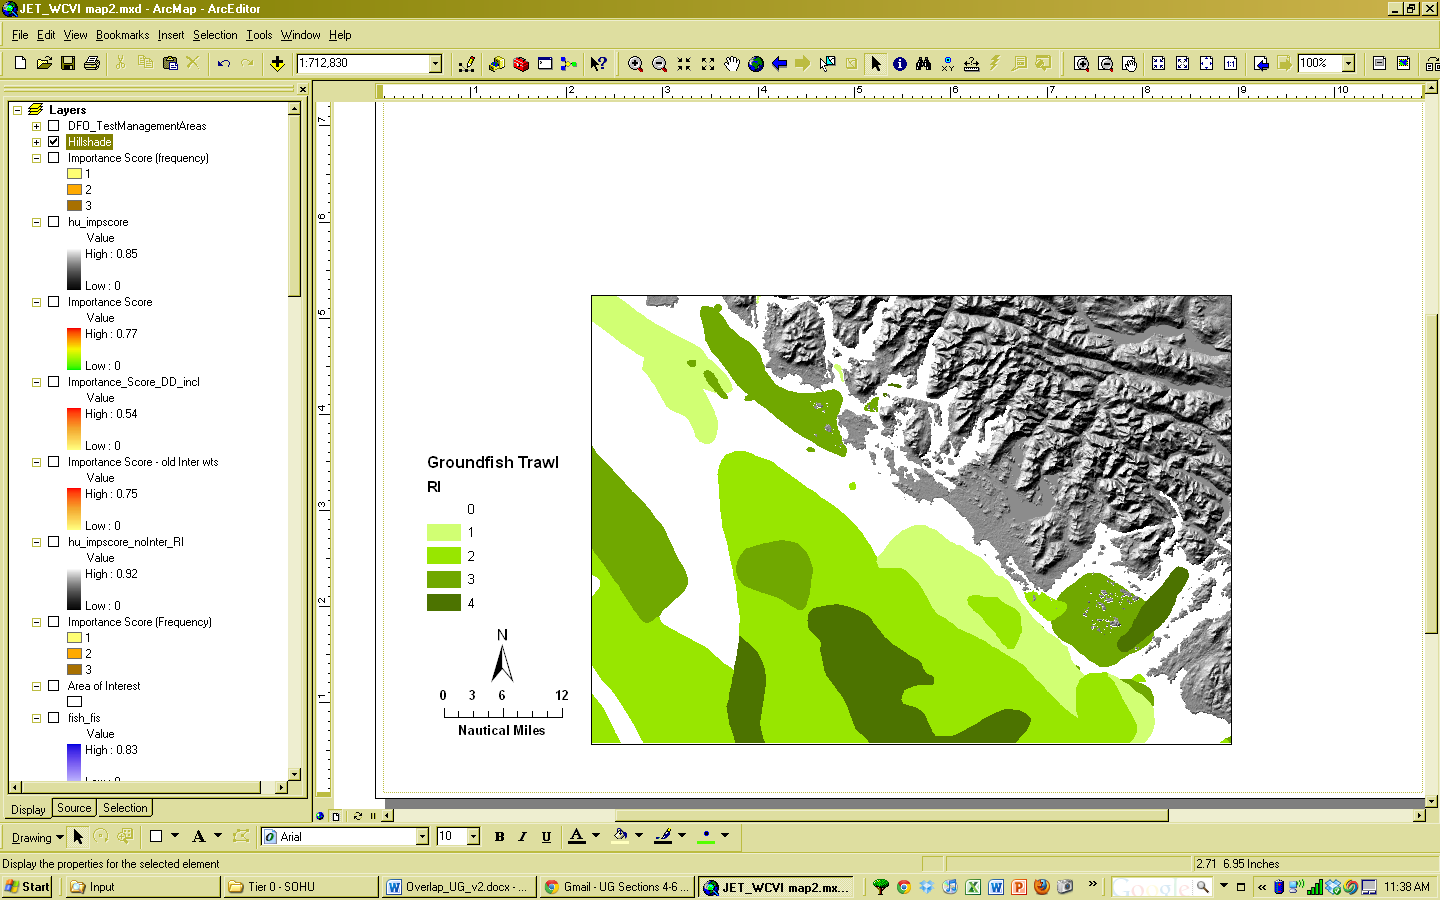 JET_WCVI map2.mxd - ArcMap - ArcEditor
File Edit View Bookmarks Insert Selection Tools Window Help
1:712,830
100%
Layers
DFO_TestManagementAreas
Hillshade
Importance Score (frequency)
1
2
3
hu_impscore
Value
High : 0.85
Low : 0
Importance Score
Value
High : 0.77
Low : 0
Importance_Score_DD_incl
Value
High : 0.54
Low : 0
Importance Score - old Inter wts
Value
High : 0.75
Low : 0
hu_impscore_noInter_RI
Value
High : 0.92
Low : 0
Importance Score (Frequency)
1
2
3
Area of Interest
fish_fis
Value
High : 0.83
Low : 0
Display Source Selection
1 2 3 4 5 6 7 8 9 10
7
6
5
4
3
2
1
Groundfish Trawl
RI
0
1
2
3
4
N
0 3 6 12
Nautical Miles
Drawing A Arial 10 B I U A
Display the properties for the selected element
2.71 6.95 Inches
Start Input Tier 0 - SOHU Overlap_UG_v2.docx - ... Gmail - UG Sections 4-6 ... JET_WCVI map2.mx... Google 11:38 AM